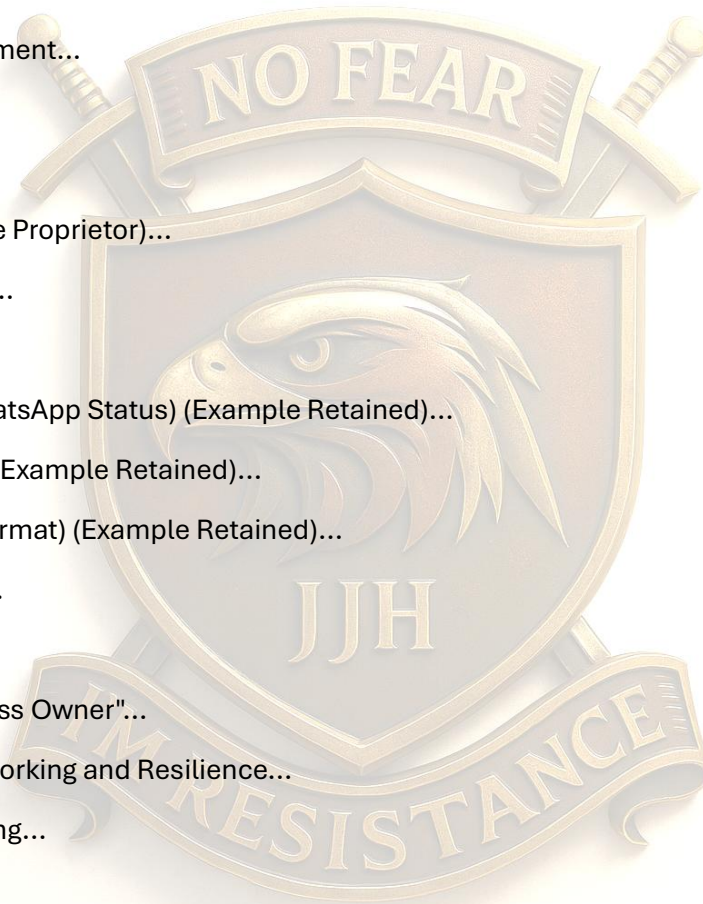 ment...
NO FEAR
e Proprietor)...
...
atsApp Status) (Example Retained)...
(Example Retained)...
rmat) (Example Retained)...
.
JJH
ss Owner"...
orking and Resilience...
ng...
I'M RESISTANCE